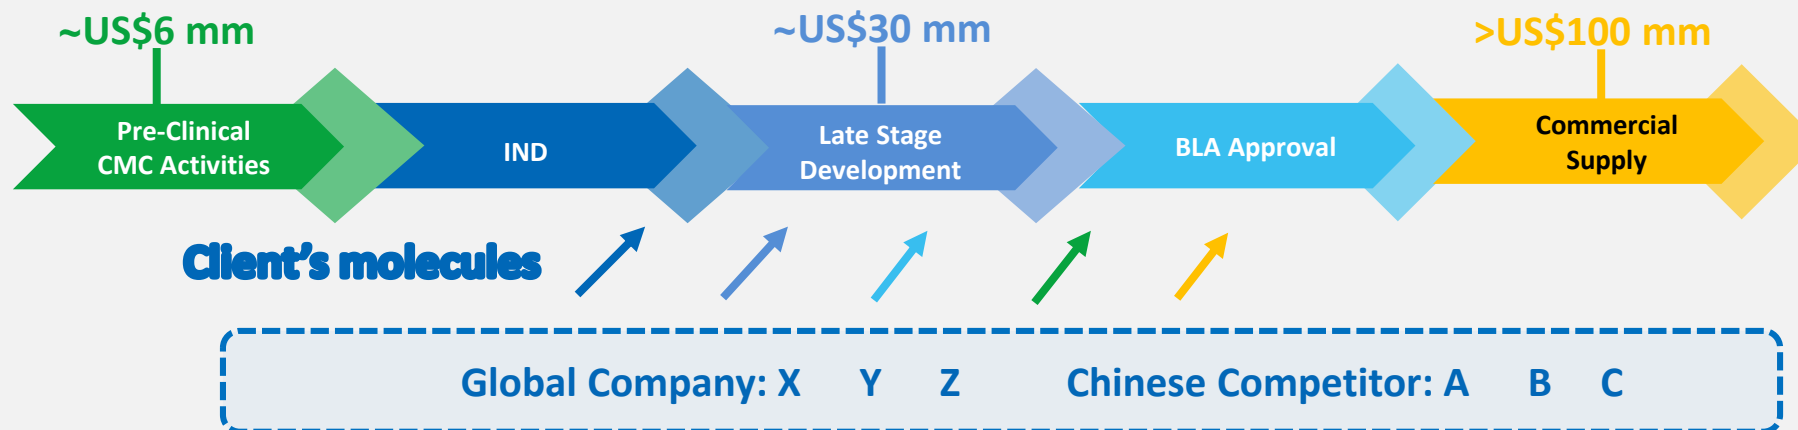 ~US$6 mm
~US$30 mm
>US$100 mm
Pre-Clinical
CMC Activities
IND
Late Stage
Development
BLA Approval
Commercial
Supply
Client's molecules
Global Company: X Y Z Chinese Competitor: A B C